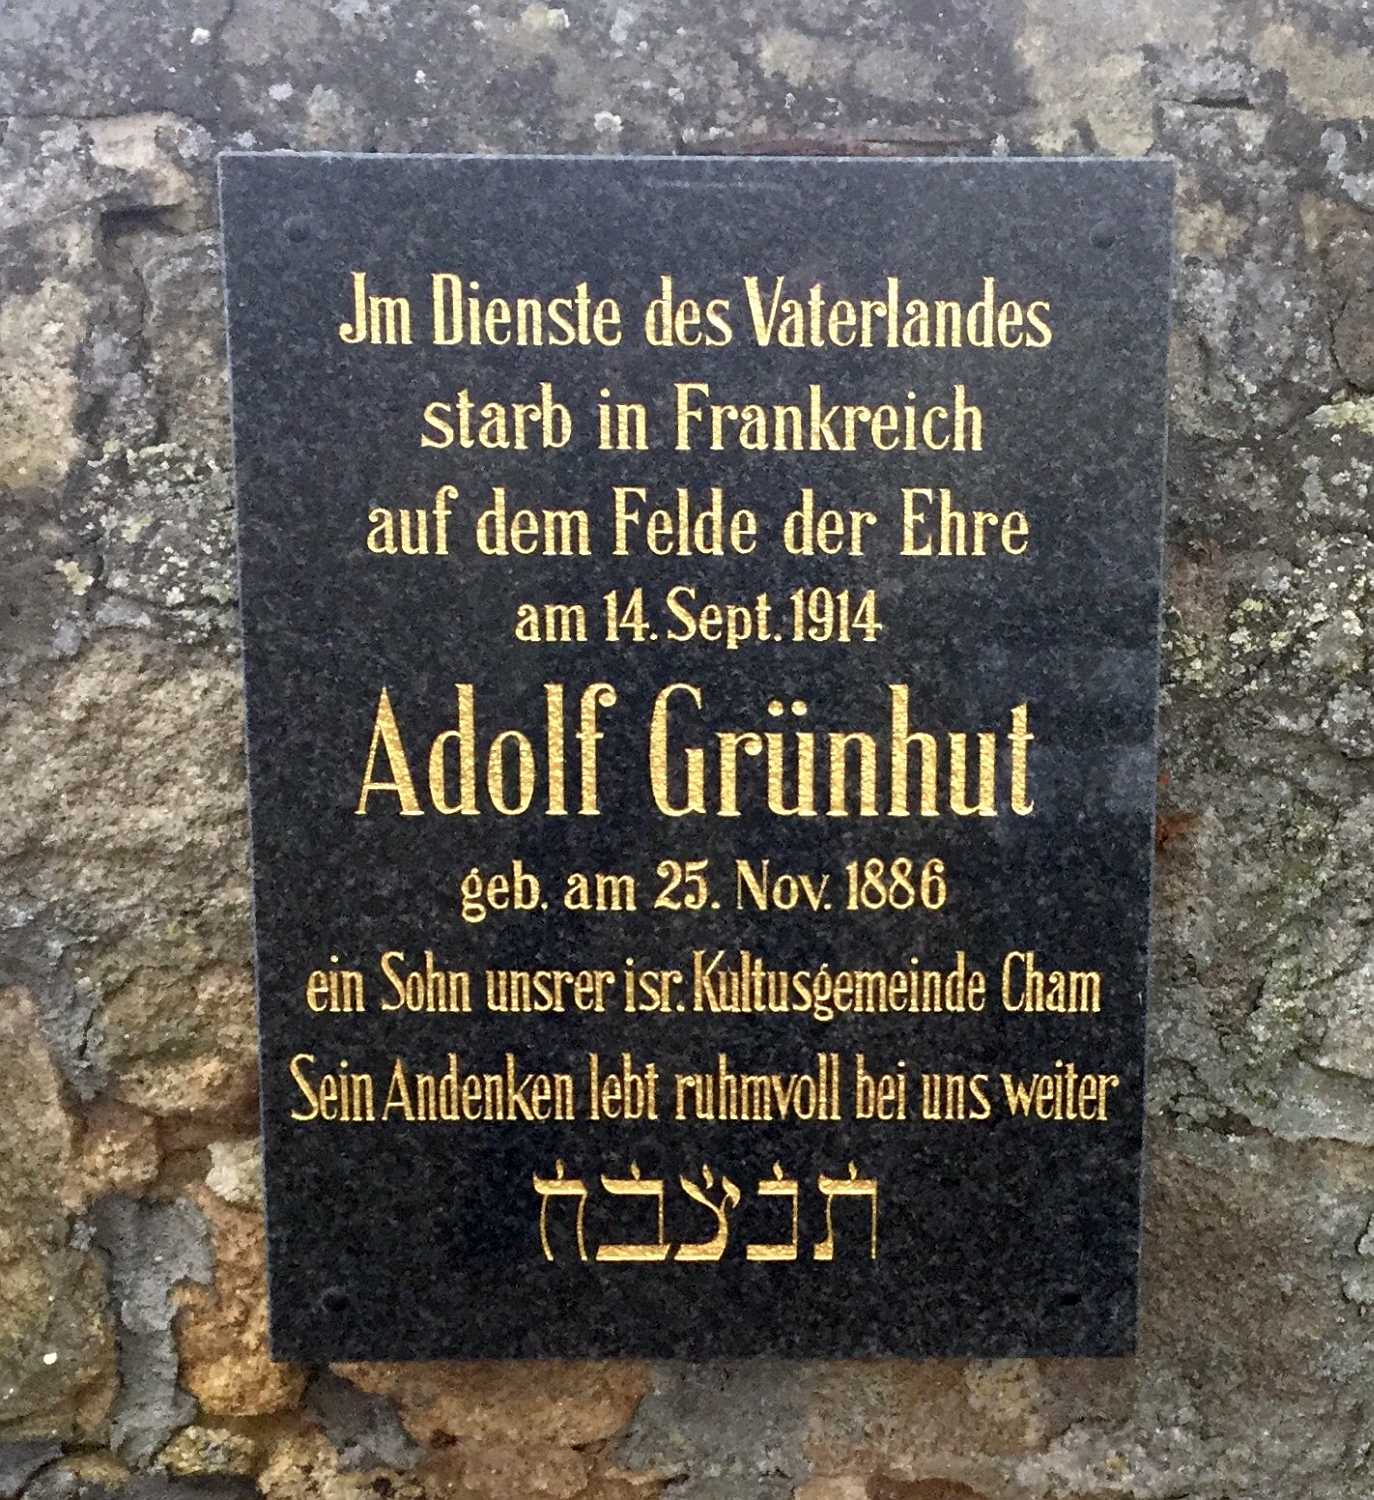 Jm Dienste des Vaterlandes
starb in Frankreich
auf dem Felde der Ehre
am 14. Sept. 1914
Adolf Grünhut
geb. am 25. Nov. 1886
ein Sohn unsrer isr. Kultusgemeinde Cham
Sein Andenken lebt ruhmvoll bei uns weiter
תנצבה